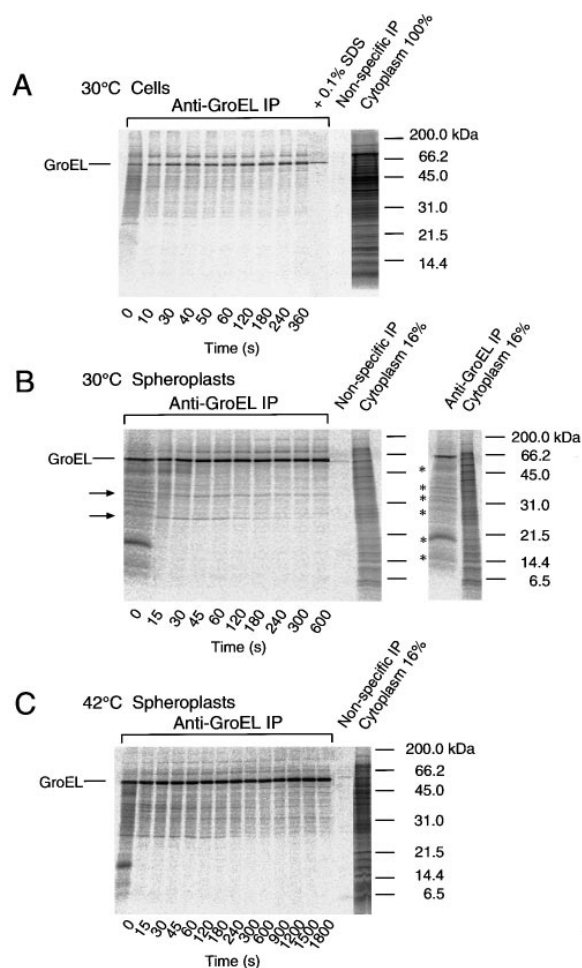 A
30°C Cells
Anti-GroEL IP
+ 0.1% SDS
Non-specific IP
Cytoplasm 100%
GroEL
200.0 kDa
66.2
45.0
31.0
21.5
14.4
0 10 30 40 50 60 120 180 240 360
Time (s)
B
30°C Spheroplasts
Anti-GroEL IP
Non-specific IP
Cytoplasm 16%
Anti-GroEL IP
Cytoplasm 16%
GroEL
200.0 kDa
66.2
45.0
31.0
21.5
14.4
6.5
* * * * * *
0 15 30 45 60 120 180 240 300 600
Time (s)
C
42°C Spheroplasts
Anti-GroEL IP
Non-specific IP
Cytoplasm 16%
GroEL
200.0 kDa
66.2
45.0
31.0
21.5
14.4
6.5
0 15 30 45 60 120 180 240 300 600 900 1200 1500 1800
Time (s)